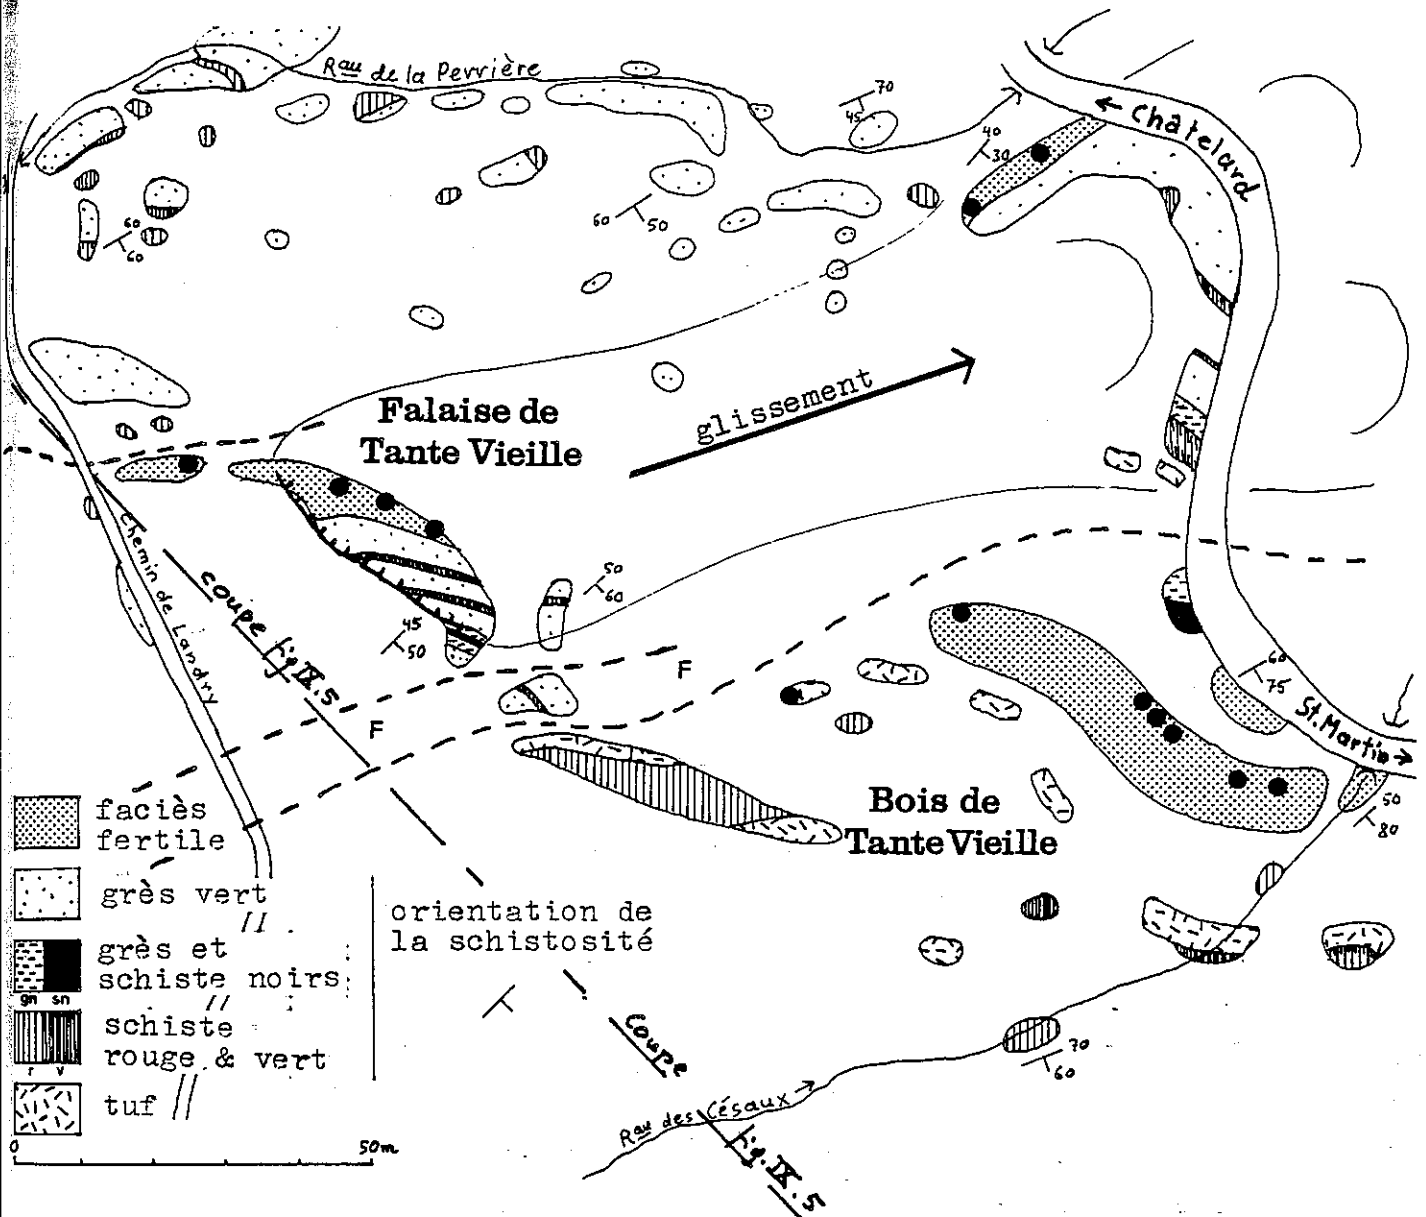 Rau de la Perrière
70
45
40
30
← Châtelard
60
60
60
50
Falaise de
Tante Vieille
glissement
Chemin de Landry
coupe fig IX.5
50
60
45
50
F
F
60
75
St. Martin →
50
80
Bois de
Tante Vieille
faciès
fertile
grès vert
grès et
schiste noirs
gn sn
schiste
rouge & vert
r v
tuf
orientation de
la schistosité
0 50m
70
60
Coupe
fig. IX.5
Rau des Césaux